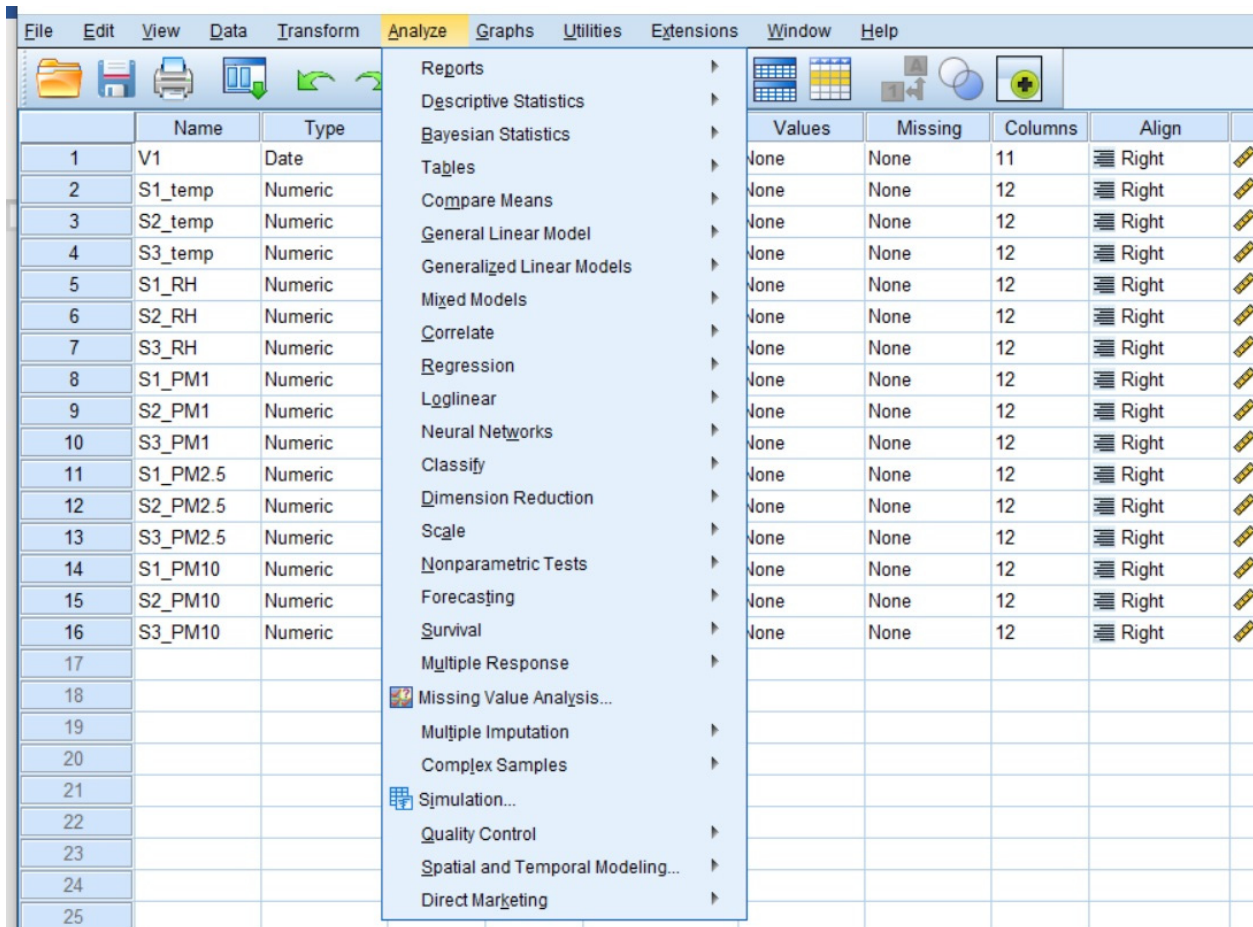 File Edit View Data Transform Analyze Graphs Utilities Extensions Window Help
Reports
Descriptive Statistics
Bayesian Statistics
Tables
Compare Means
General Linear Model
Generalized Linear Models
Mixed Models
Correlate
Regression
Loglinear
Neural Networks
Classify
Dimension Reduction
Scale
Nonparametric Tests
Forecasting
Survival
Multiple Response
Missing Value Analysis...
Multiple Imputation
Complex Samples
Simulation...
Quality Control
Spatial and Temporal Modeling...
Direct Marketing
Name Type Values Missing Columns Align
1 V1 Date None None 11 Right
2 S1_temp Numeric None None 12 Right
3 S2_temp Numeric None None 12 Right
4 S3_temp Numeric None None 12 Right
5 S1_RH Numeric None None 12 Right
6 S2_RH Numeric None None 12 Right
7 S3_RH Numeric None None 12 Right
8 S1_PM1 Numeric None None 12 Right
9 S2_PM1 Numeric None None 12 Right
10 S3_PM1 Numeric None None 12 Right
11 S1_PM2.5 Numeric None None 12 Right
12 S2_PM2.5 Numeric None None 12 Right
13 S3_PM2.5 Numeric None None 12 Right
14 S1_PM10 Numeric None None 12 Right
15 S2_PM10 Numeric None None 12 Right
16 S3_PM10 Numeric None None 12 Right
17
18
19
20
21
22
23
24
25